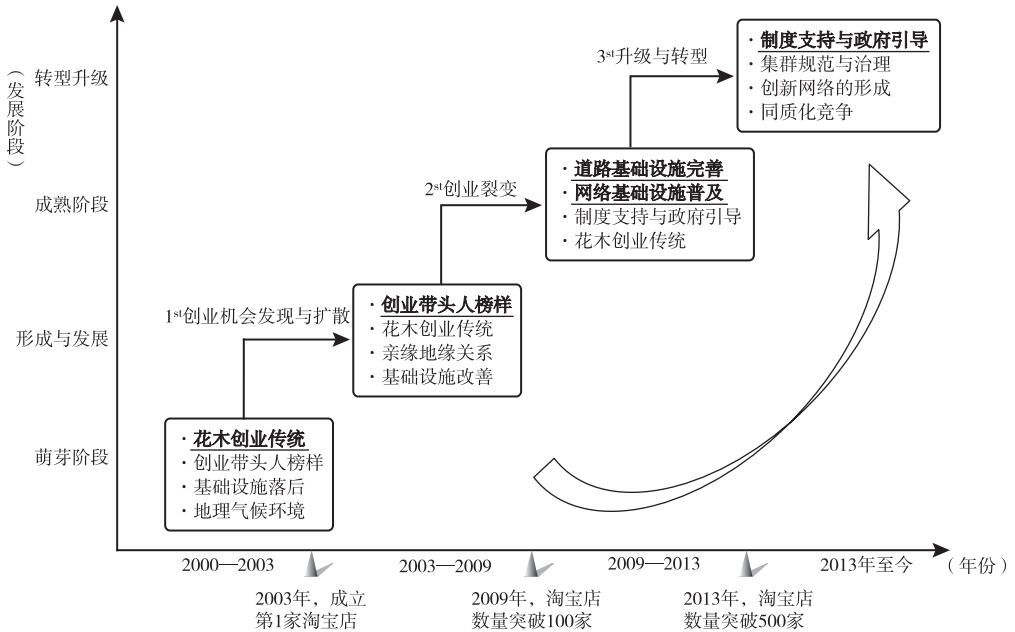 （发展阶段）
转型升级
成熟阶段
形成与发展
萌芽阶段
3st升级与转型
· 制度支持与政府引导
· 集群规范与治理
· 创新网络的形成
· 同质化竞争
2st创业裂变
· 道路基础设施完善
· 网络基础设施普及
· 制度支持与政府引导
· 花木创业传统
1st创业机会发现与扩散
· 创业带头人榜样
· 花木创业传统
· 亲缘地缘关系
· 基础设施改善
· 花木创业传统
· 创业带头人榜样
· 基础设施落后
· 地理气候环境
2000—2003
2003—2009
2009—2013
2013年至今
（年份）
2003年，成立
第1家淘宝店
2009年，淘宝店
数量突破100家
2013年，淘宝店
数量突破500家